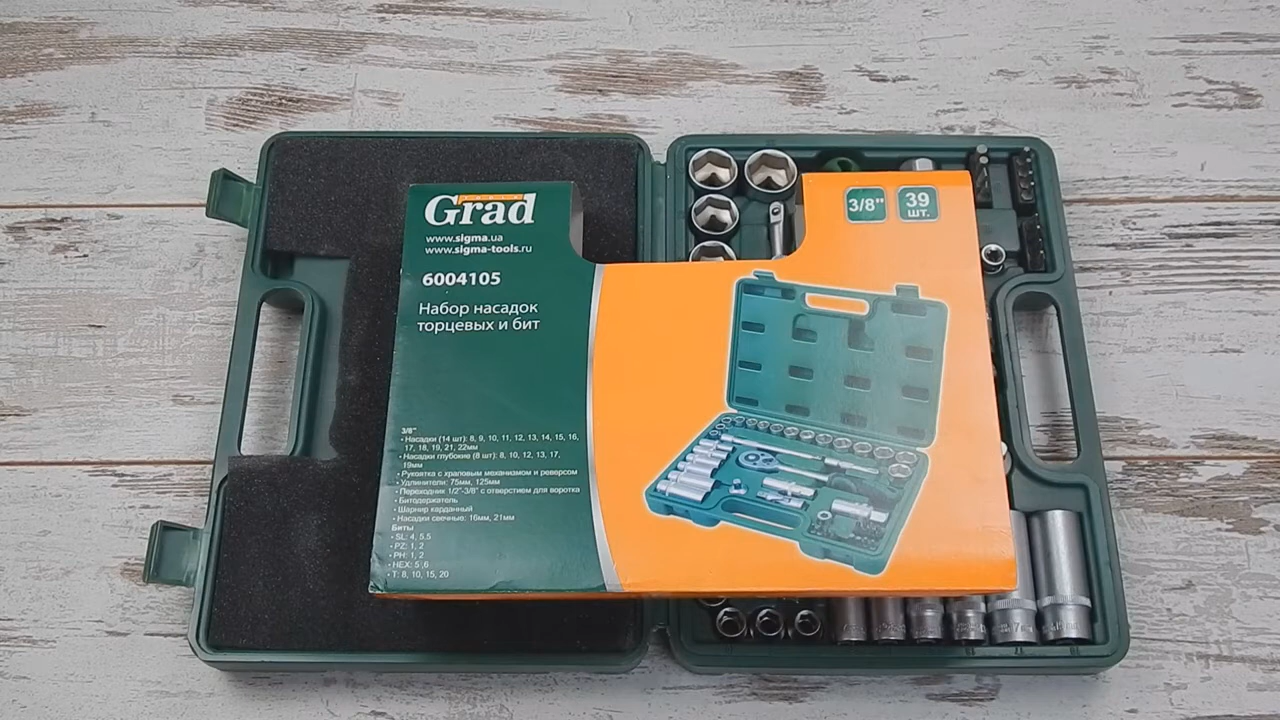 Grad
www.sigma.ua
www.sigma-tools.ru
6004105
Набор насадок
торцевых и бит
3/8"
39
шт.
3/8"
• Насадки (14 шт): 8, 9, 10, 11, 12, 13, 14, 15, 16,
17, 18, 19, 21, 22мм
• Насадки глубокие (8 шт): 8, 10, 12, 13, 17,
19мм
• Рукоятка с храповым механизмом и реверсом
• Удлинители: 75мм, 125мм
• Переходник 1/2"-3/8" с отверстием для воротка
• Битодержатель
• Шарнир карданный
• Насадки свечные: 16мм, 21мм
Биты
• SL: 4, 5.5
• PZ: 1, 2
• PH: 1, 2
• HEX: 5 ,6
• T: 8, 10, 15, 20